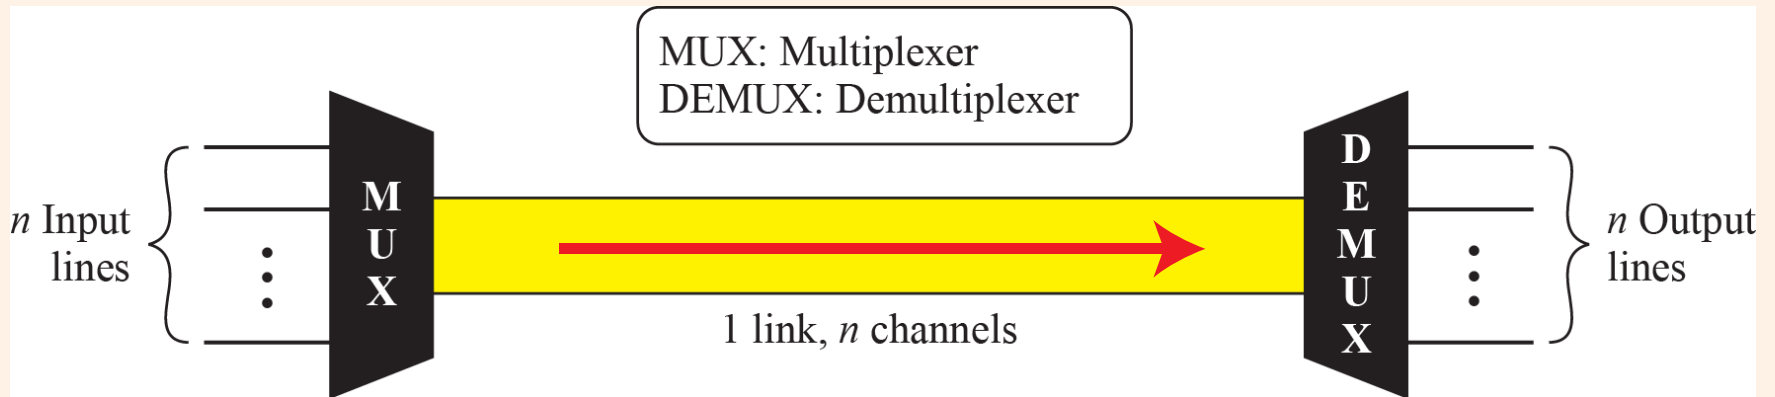 MUX: Multiplexer
DEMUX: Demultiplexer
n Input
lines
MUX
DEMUX
n Output
lines
1 link, n channels